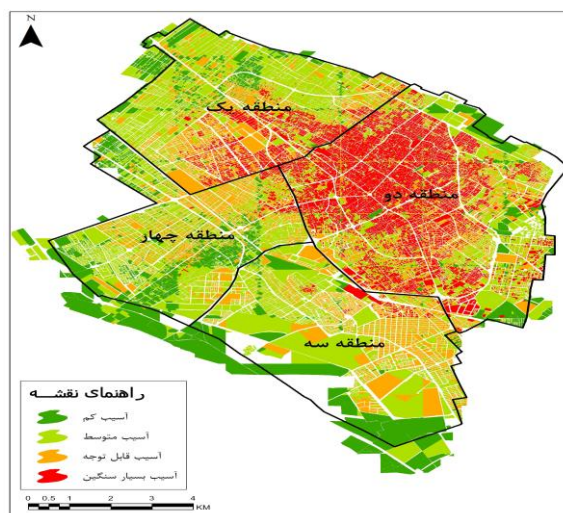 N
منطقه یک
منطقه دو
منطقه چهار
منطقه سه
راهنمای نقشـــه
آسیب کم
آسیب متوسط
آسیب قابل توجه
آسیب بسیار سنگین
0 0.5 1 2 3 4
KM